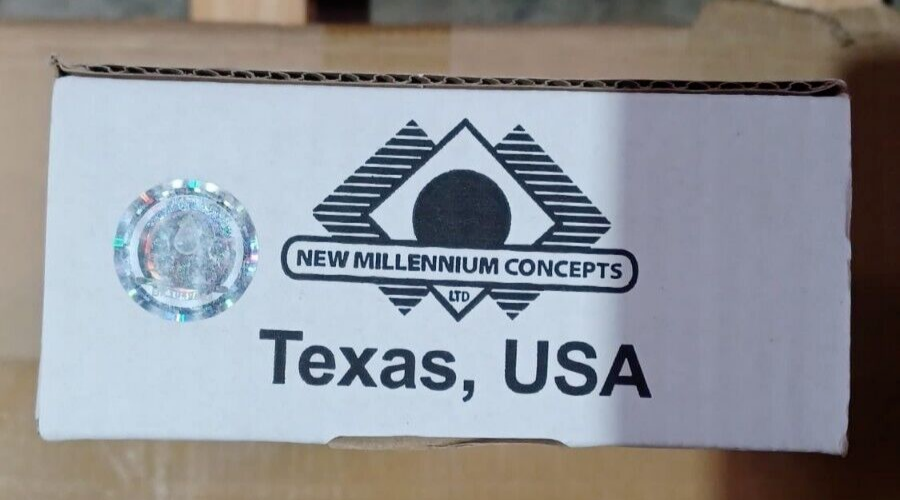 NEW MILLENNIUM CONCEPTS
LTD
Texas, USA